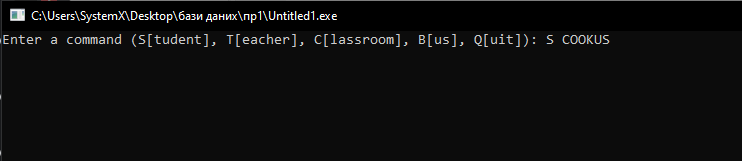 C:\Users\SystemX\Desktop\бази даних\пр1\Untitled1.exe
Enter a command (S[tudent], T[eacher], C[lassroom], B[us], Q[uit]): S COOKUS